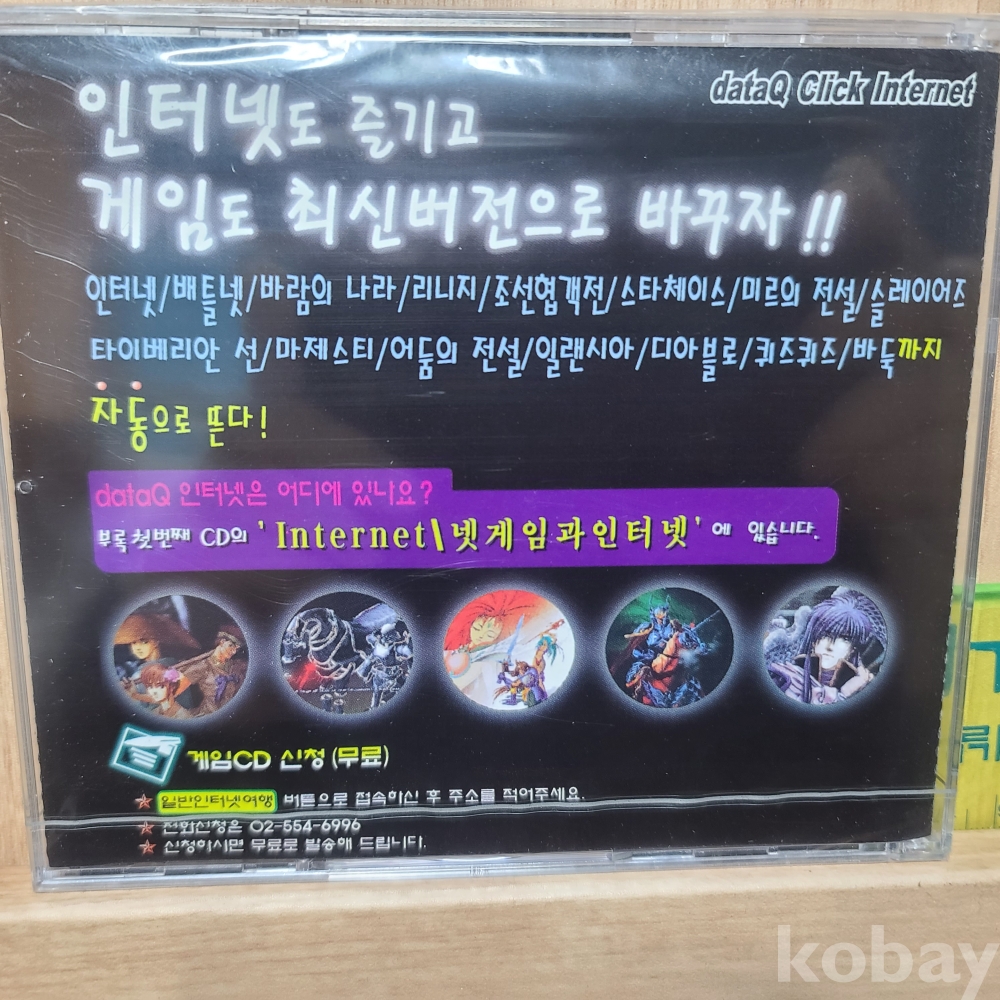 dataQ Click Internet
인터넷도 즐기고
게임도 최신버전으로 바꾸자!!
인터넷/배틀넷/바람의 나라/리니지/조선협객전/스타체이스/미르의 전설/슬레이어즈
타이베리안 선/마제스티/어둠의 전설/일랜시아/디아블로/퀴즈퀴즈/바둑까지
자동으로 뜬다!
dataQ 인터넷은 어디에 있나요?
부록 첫번째 CD의 'Internet\넷게임과인터넷' 에 있습니다.
게임CD 신청 (무료)
일반인터넷여행 버튼으로 접속하신 후 주소를 적어주세요.
전화신청은 02-554-6996
신청하시면 무료로 발송해 드립니다.
kobay